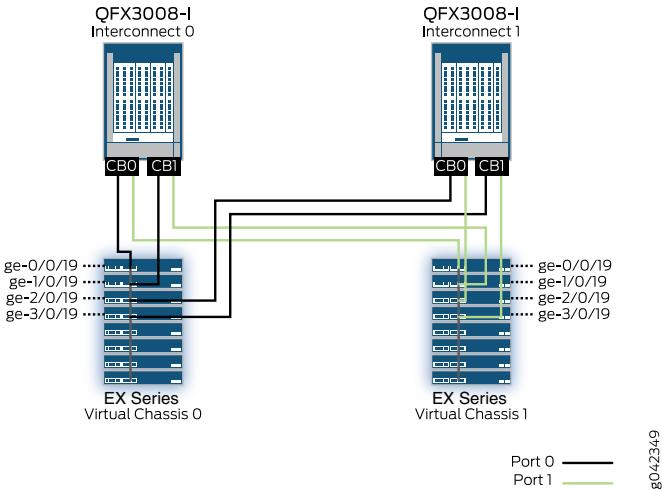 QFX3008-I
Interconnect 0
QFX3008-I
Interconnect 1
CB0
CB1
CB0
CB1
ge-0/0/19
ge-1/0/19
ge-2/0/19
ge-3/0/19
ge-0/0/19
ge-1/0/19
ge-2/0/19
ge-3/0/19
EX Series
Virtual Chassis 0
EX Series
Virtual Chassis 1
Port 0
Port 1
g042349